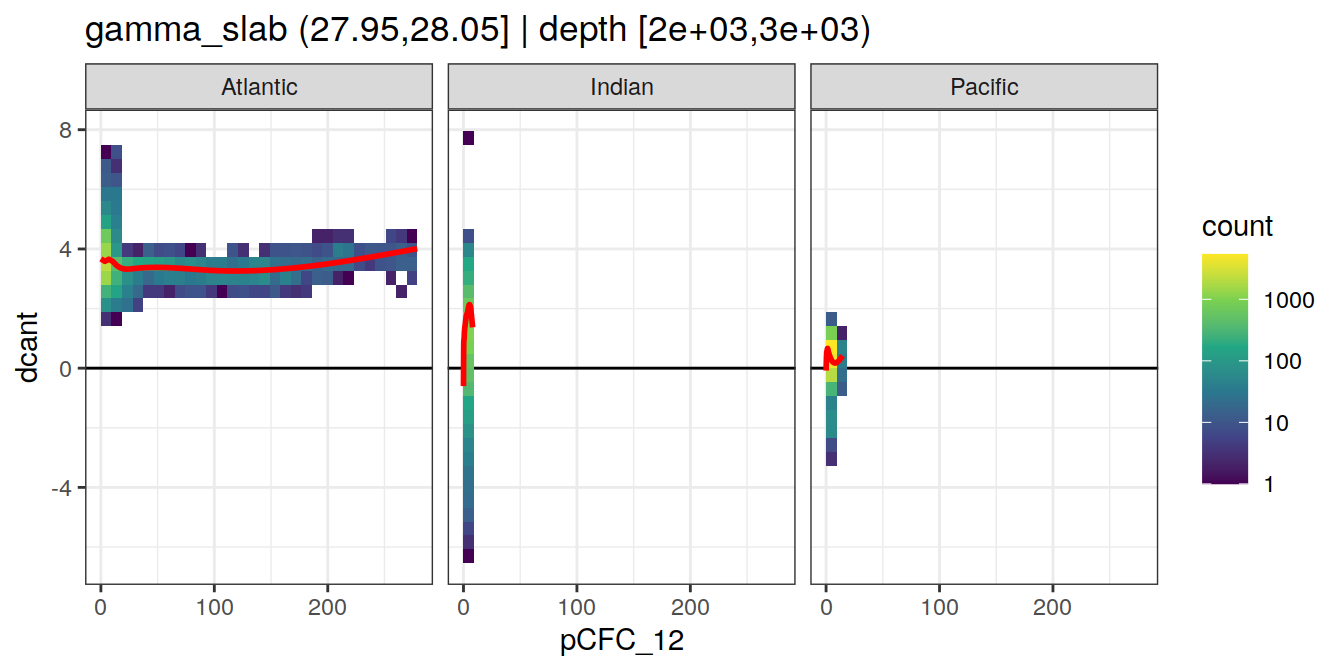 gamma_slab (27.95,28.05] | depth [2e+03,3e+03)
Atlantic Indian Pacific
8
4
0
-4
dcant
0 100 200 0 100 200 0 100 200
pCFC_12
count
1000
100
10
1